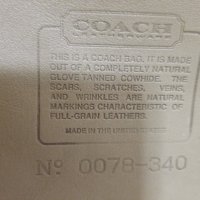 COACH
LEATHERWARE
THIS IS A COACH BAG. IT IS MADE
OUT OF A COMPLETELY NATURAL
GLOVE TANNED COWHIDE. THE
SCARS, SCRATCHES, VEINS,
AND WRINKLES ARE NATURAL
MARKINGS CHARACTERISTIC OF
FULL-GRAIN LEATHERS.
MADE IN THE UNITED STATES
No 0078-340